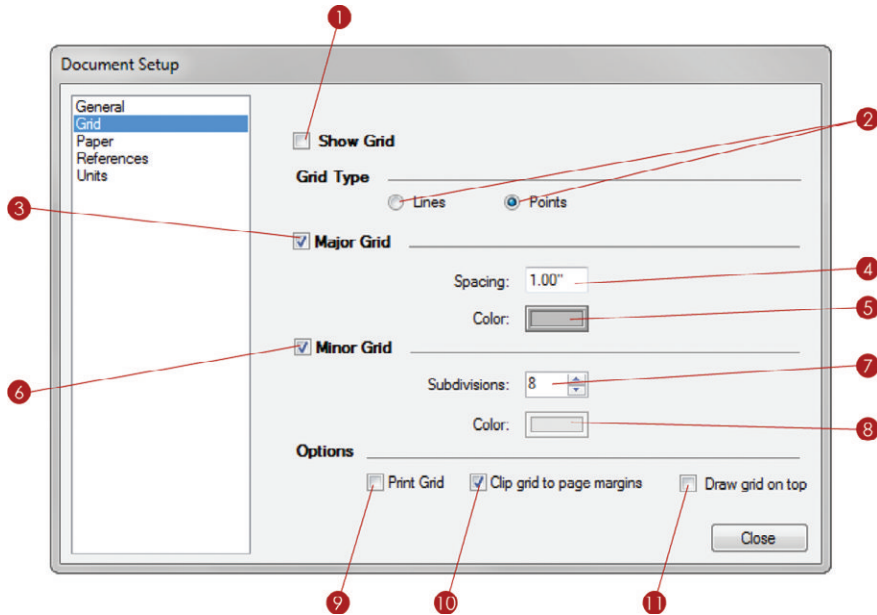 1
Document Setup
General
Grid
Paper
References
Units
Show Grid
2
Grid Type
Lines Points
3
Major Grid
Spacing: 1.00"
4
Color:
5
Minor Grid
6
Subdivisions: 8
7
Color:
8
Options
Print Grid Clip grid to page margins Draw grid on top
Close
9 10 11